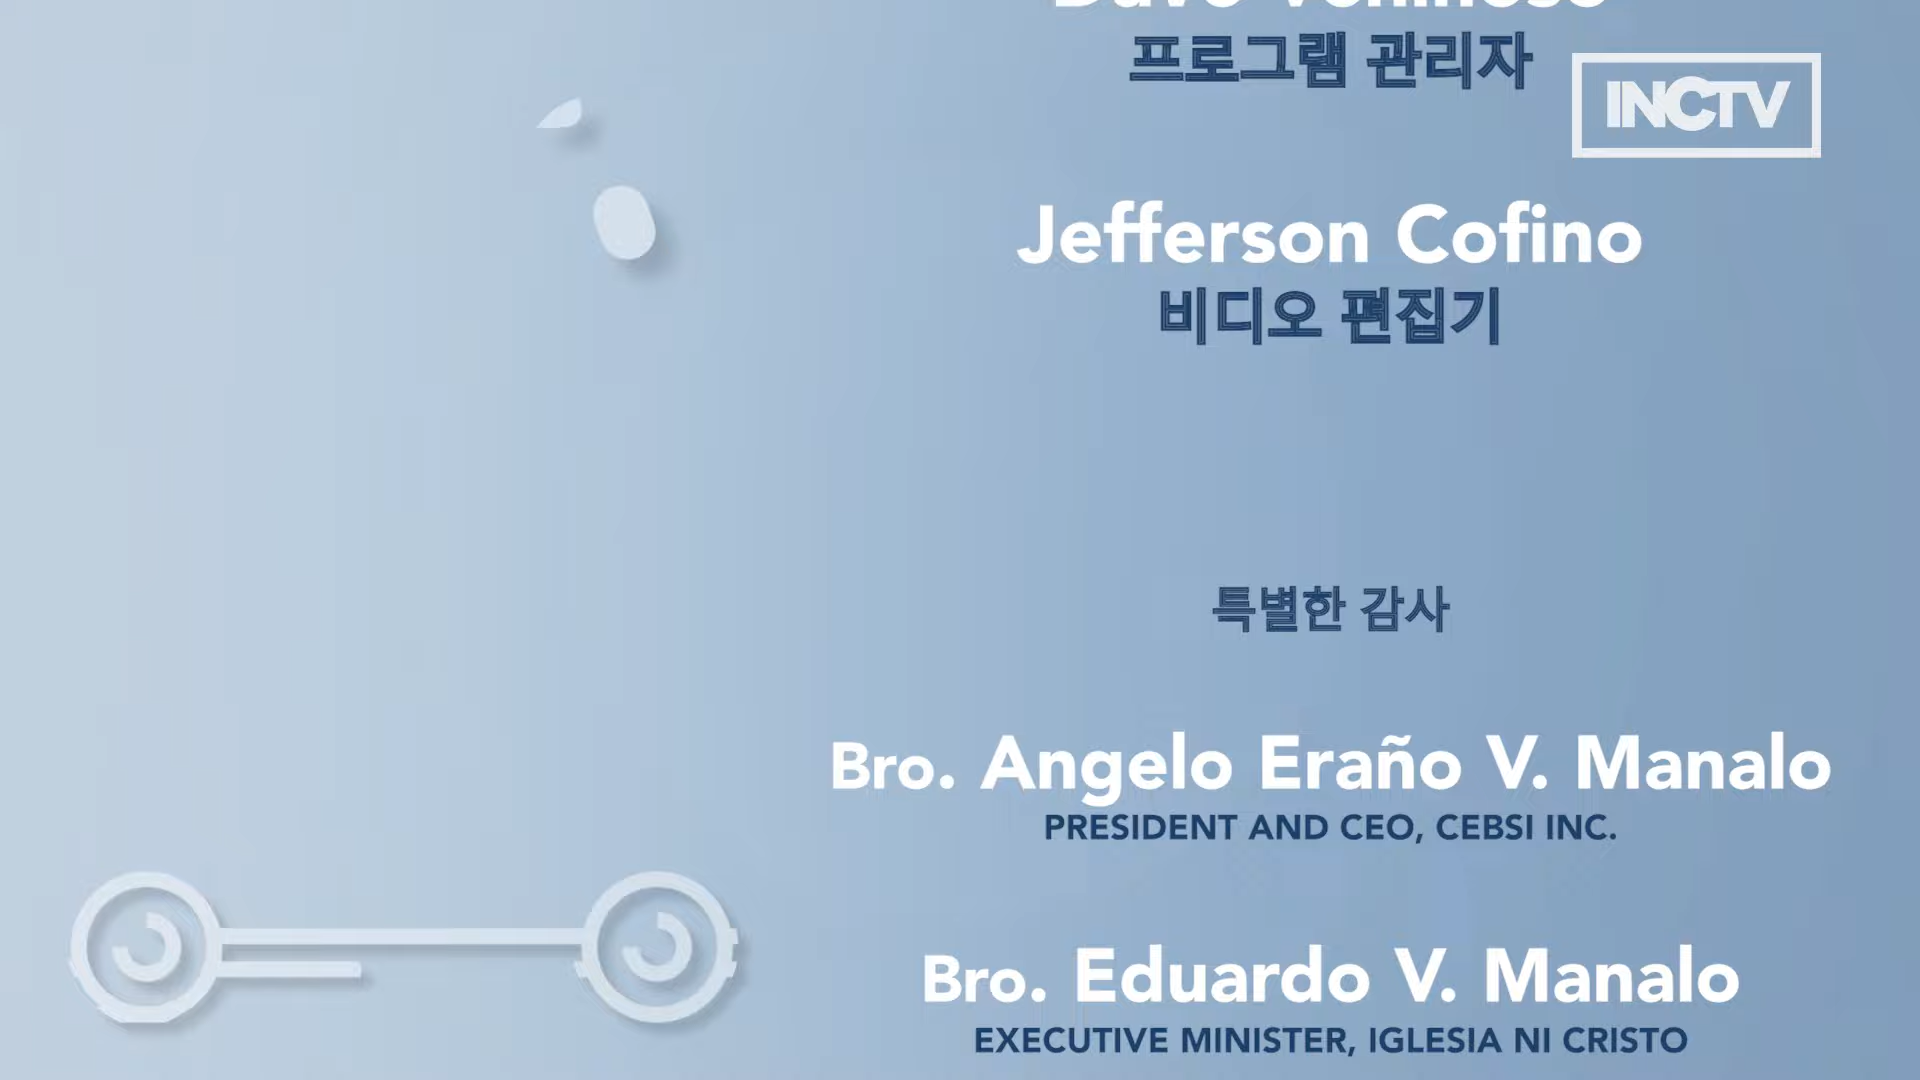 프로그램 관리자
INCTV
Jefferson Cofino
비디오 편집기
특별한 감사
Bro. Angelo Eraño V. Manalo
PRESIDENT AND CEO, CEBSI INC.
Bro. Eduardo V. Manalo
EXECUTIVE MINISTER, IGLESIA NI CRISTO